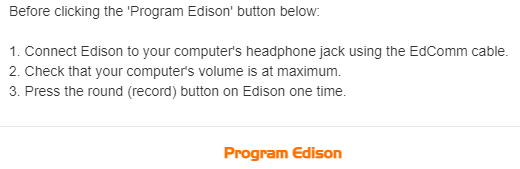 Before clicking the 'Program Edison' button below:
1. Connect Edison to your computer's headphone jack using the EdComm cable.
2. Check that your computer's volume is at maximum.
3. Press the round (record) button on Edison one time.
Program Edison